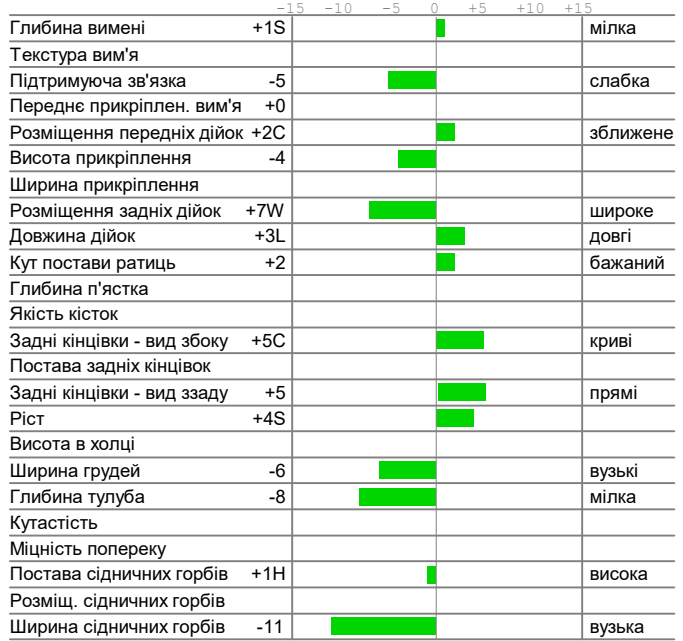 -15 -10 -5 0 +5 +10 +15
Глибина вимені +1S мілка
Текстура вим'я
Підтримуюча зв'язка -5 слабка
Переднє прикріплен. вим'я +0
Розміщення передніх дійок +2C зближене
Висота прикріплення -4
Ширина прикріплення
Розміщення задніх дійок +7W широке
Довжина дійок +3L довгі
Кут постави ратиць +2 бажаний
Глибина п'ястка
Якість кісток
Задні кінцівки - вид збоку +5C криві
Постава задніх кінцівок
Задні кінцівки - вид ззаду +5 прямі
Ріст +4S
Висота в холці
Ширина грудей -6 вузькі
Глибина тулуба -8 мілка
Кутастість
Міцність попереку
Постава сідничних горбів +1H висока
Розміщ. сідничних горбів
Ширина сідничних горбів -11 вузька